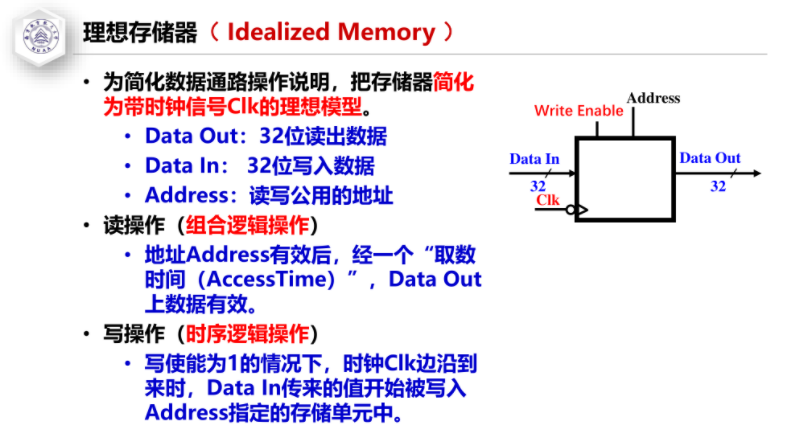 理想存储器（ Idealized Memory ）
• 为简化数据通路操作说明，把存储器简化
为带时钟信号Clk的理想模型。
• Data Out：32位读出数据
• Data In： 32位写入数据
• Address：读写公用的地址
• 读操作（组合逻辑操作）
• 地址Address有效后，经一个“取数
时间（AccessTime）”，Data Out
上数据有效。
• 写操作（时序逻辑操作）
• 写使能为1的情况下，时钟Clk边沿到
来时，Data In传来的值开始被写入
Address指定的存储单元中。
Address
Write Enable
Data In
Data Out
32
32
Clk